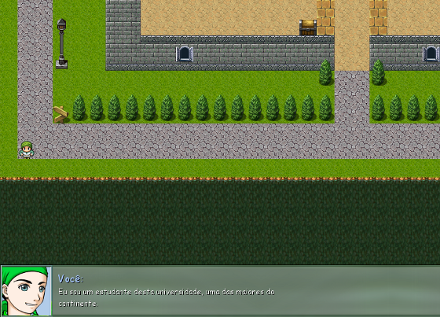 Você
Eu sou um estudante desta universidade, uma das maiores do
continente.